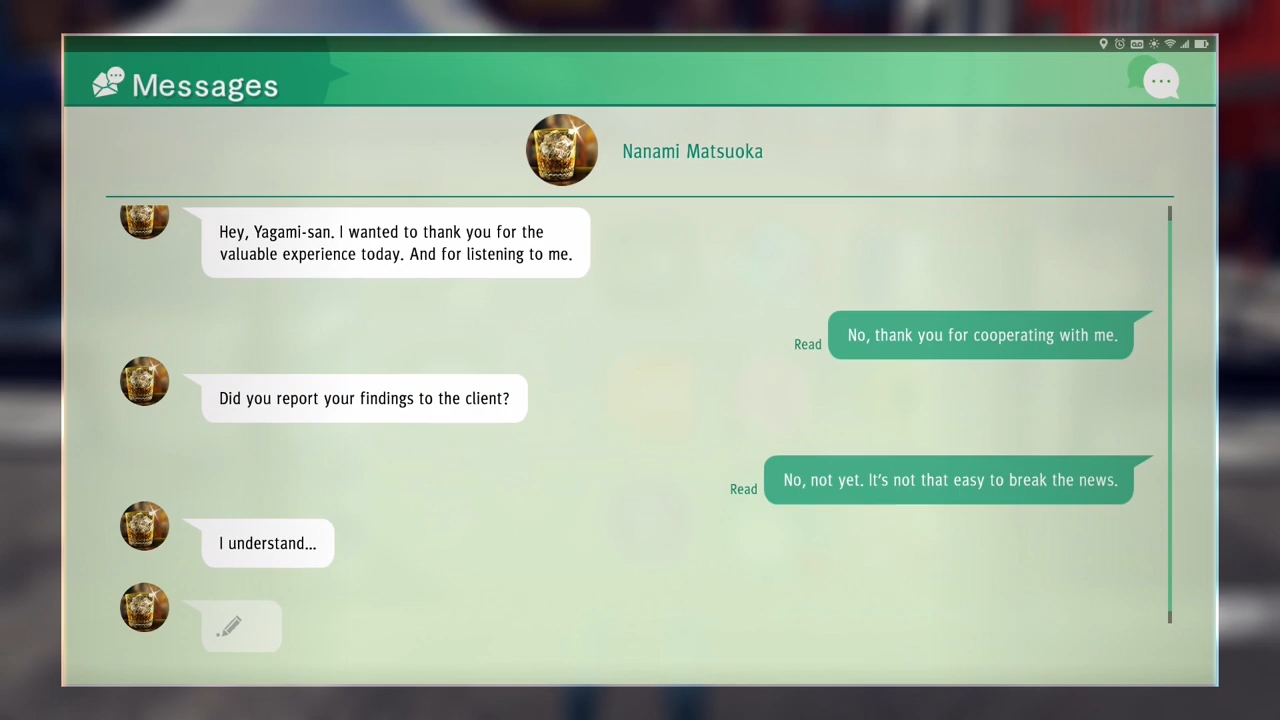 Messages
Nanami Matsuoka
Hey, Yagami-san. I wanted to thank you for the
valuable experience today. And for listening to me.
No, thank you for cooperating with me.
Read
Did you report your findings to the client?
No, not yet. It's not that easy to break the news.
Read
I understand...